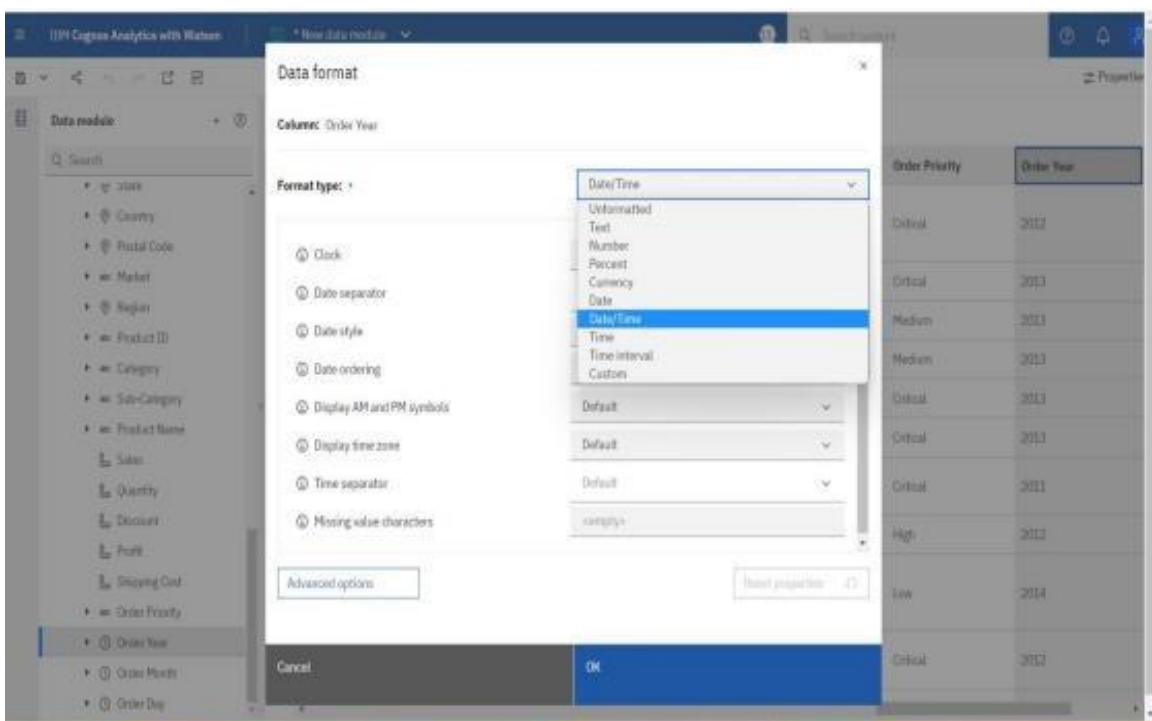 IBM Cognos Analytics with Watson
* New data module
Properties
Data module
Search
State
Country
Postal Code
Market
Region
Product ID
Category
Sub-Category
Product Name
Sales
Quantity
Discount
Profit
Shipping Cost
Order Priority
Order Year
Order Month
Order Day
Data format
Column: Order Year
Format type:
Date/Time
Unformatted
Text
Number
Percent
Currency
Date
Date/Time
Time
Time interval
Custom
Clock
Date separator
Date style
Date ordering
Display AM and PM symbols
Default
Display time zone
Default
Time separator
Default
Missing value characters
<empty>
Advanced options
Reset properties
Cancel
OK
Order Priority Order Year
Critical 2012
Critical 2013
Medium 2013
Medium 2013
Critical 2013
Critical 2013
Critical
High
Low 2014
Critical 2012